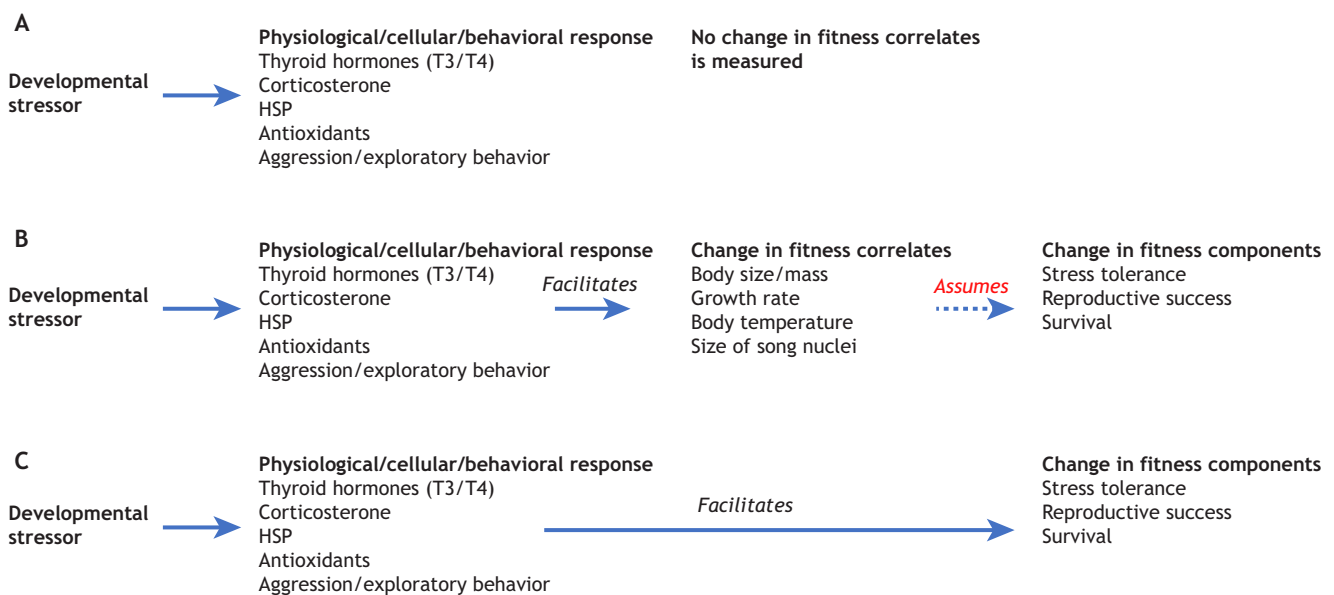 A
Developmental
stressor
Physiological/cellular/behavioral response
Thyroid hormones (T3/T4)
Corticosterone
HSP
Antioxidants
Aggression/exploratory behavior
No change in fitness correlates
is measured
B
Developmental
stressor
Physiological/cellular/behavioral response
Thyroid hormones (T3/T4)
Corticosterone
HSP
Antioxidants
Aggression/exploratory behavior
Facilitates
Change in fitness correlates
Body size/mass
Growth rate
Body temperature
Size of song nuclei
Assumes
Change in fitness components
Stress tolerance
Reproductive success
Survival
C
Developmental
stressor
Physiological/cellular/behavioral response
Thyroid hormones (T3/T4)
Corticosterone
HSP
Antioxidants
Aggression/exploratory behavior
Facilitates
Change in fitness components
Stress tolerance
Reproductive success
Survival